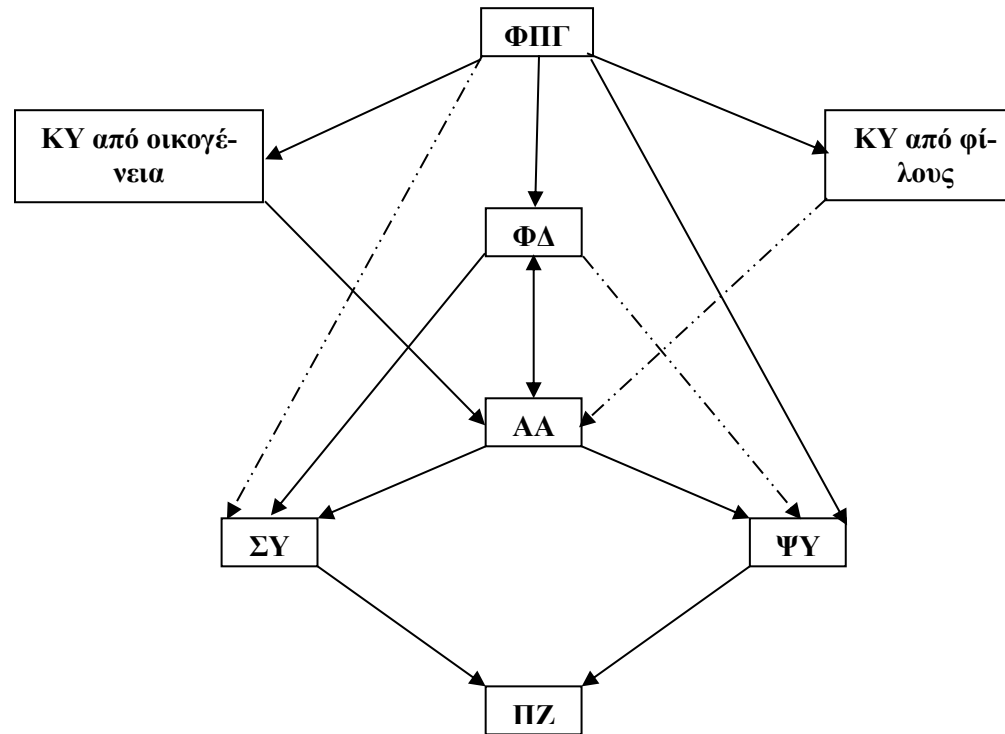 ΦΠΓ
ΚΥ από οικογέ-
νεια
ΚΥ από φί-
λους
ΦΔ
ΑΑ
ΣΥ
ΨΥ
ΠΖ